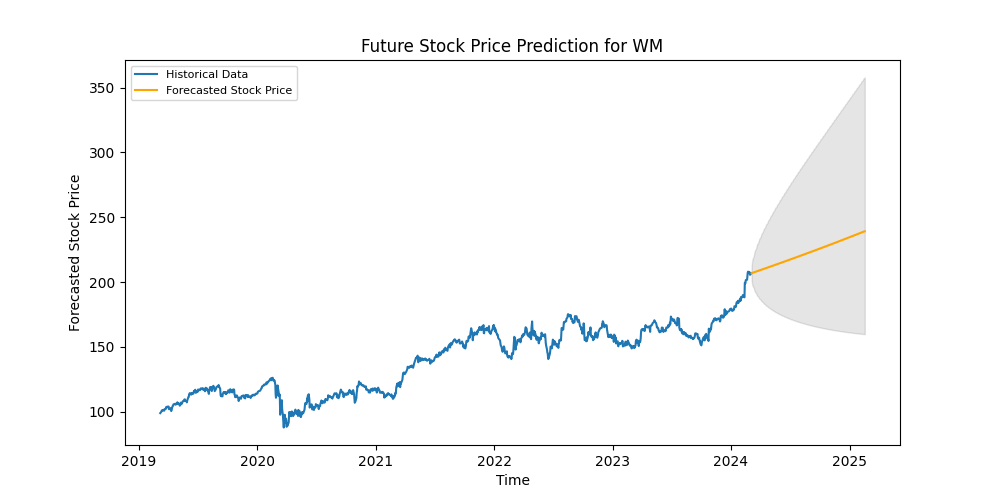 Future Stock Price Prediction for WM
Historical Data
Forecasted Stock Price
350
300
250
200
150
100
Forecasted Stock Price
2019 2020 2021 2022 2023 2024 2025
Time